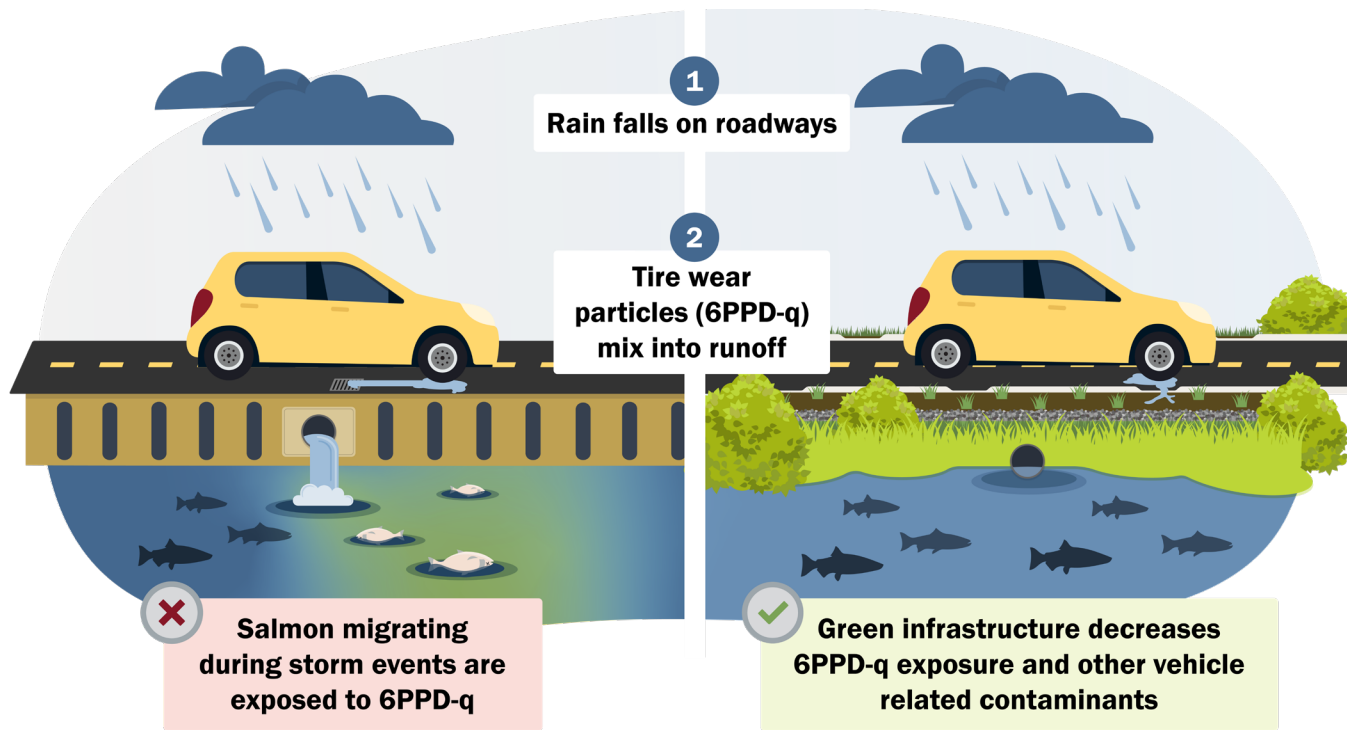 1
Rain falls on roadways
2
Tire wear
particles (6PPD-q)
mix into runoff
Salmon migrating
during storm events are
exposed to 6PPD-q
Green infrastructure decreases
6PPD-q exposure and other vehicle
related contaminants